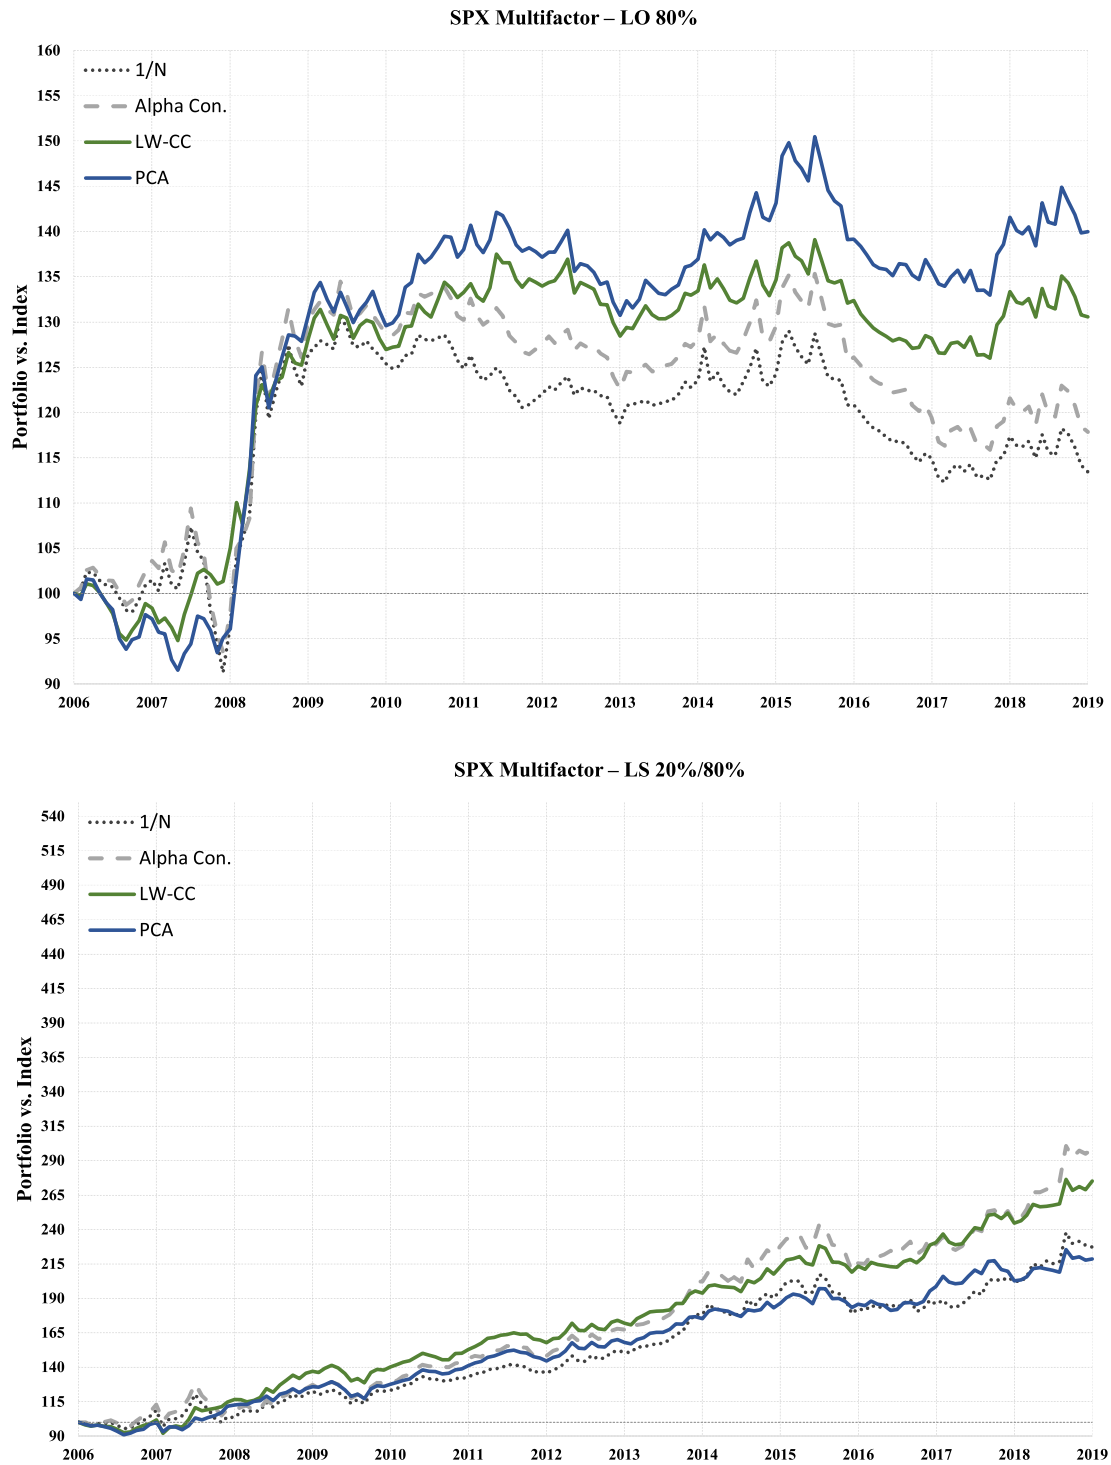 SPX Multifactor – LO 80%
160
155
150
145
140
135
130
125
120
115
110
105
100
95
90
Portfolio vs. Index
1/N
Alpha Con.
LW-CC
PCA
2006 2007 2008 2009 2010 2011 2012 2013 2014 2015 2016 2017 2018 2019
SPX Multifactor – LS 20%/80%
540
515
490
465
440
415
390
365
340
315
290
265
240
215
190
165
140
115
90
Portfolio vs. Index
1/N
Alpha Con.
LW-CC
PCA
2006 2007 2008 2009 2010 2011 2012 2013 2014 2015 2016 2017 2018 2019